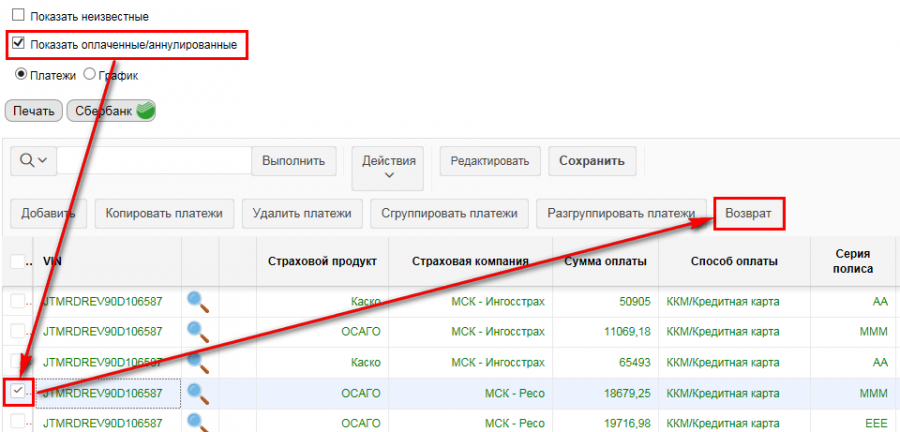 Показать неизвестные
Показать оплаченные/аннулированные
Платежи График
Печать Сбербанк
Выполнить Действия Редактировать Сохранить
Добавить Копировать платежи Удалить платежи Сгруппировать платежи Разгруппировать платежи Возврат
.. VIN Страховой продукт Страховая компания Сумма оплаты Способ оплаты Серия полиса
.. JTMRDREV90D106587 Каско МСК - Ингосстрах 50905 ККМ/Кредитная карта АА
.. JTMRDREV90D106587 ОСАГО МСК - Ингосстрах 11069,18 ККМ/Кредитная карта МММ
.. JTMRDREV90D106587 Каско МСК - Ингосстрах 65493 ККМ/Кредитная карта АА
.. JTMRDREV90D106587 ОСАГО МСК - Ресо 18679,25 ККМ/Кредитная карта МММ
.. JTMRDREV90D106587 ОСАГО МСК - Ресо 19716,98 ККМ/Кредитная карта ЕЕЕ